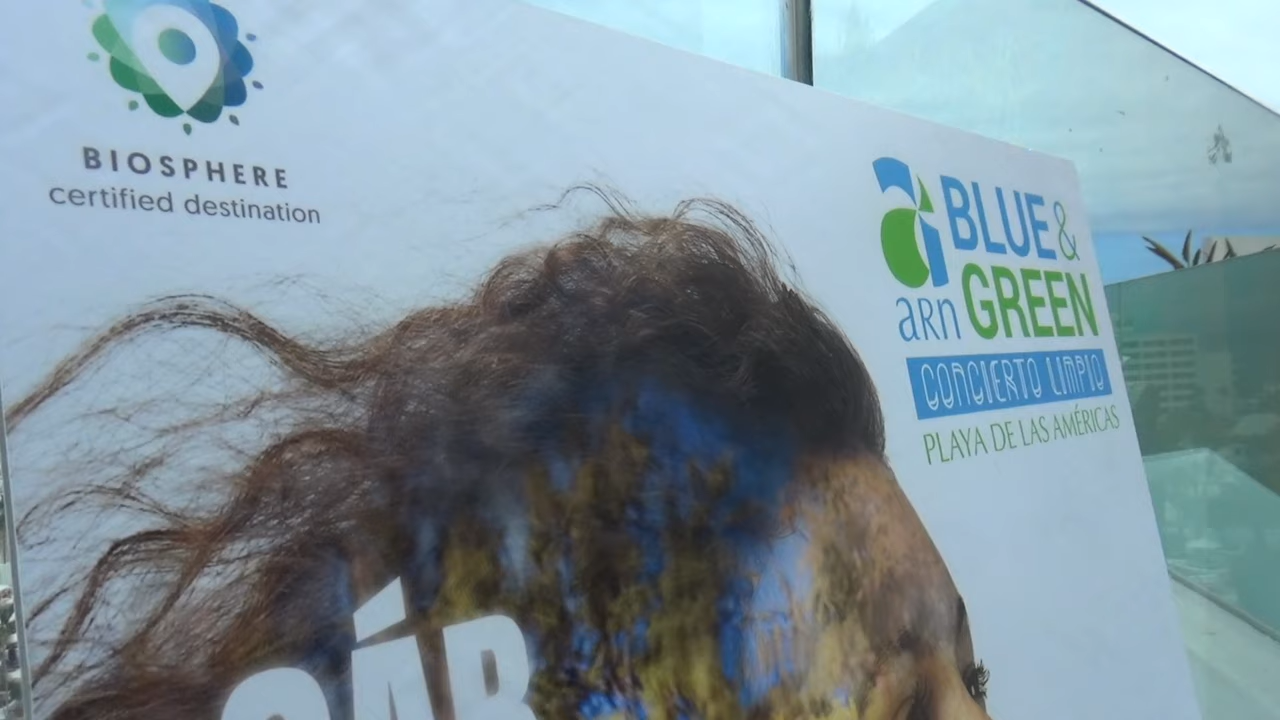 BIOSPHERE
certified destination
BLUE &
GREEN
arn
CONCIERTO LIMPIO
PLAYA DE LAS AMÉRICAS